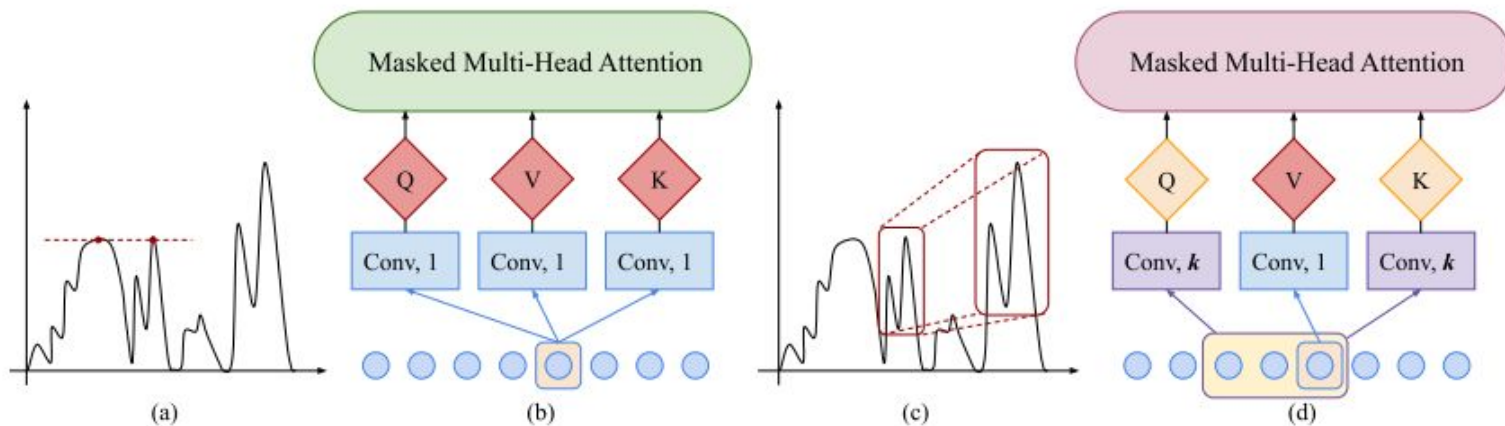 Masked Multi-Head Attention
Masked Multi-Head Attention
Q
V
K
Q
V
K
Conv, 1
Conv, 1
Conv, 1
Conv, k
Conv, 1
Conv, k
(a)
(b)
(c)
(d)